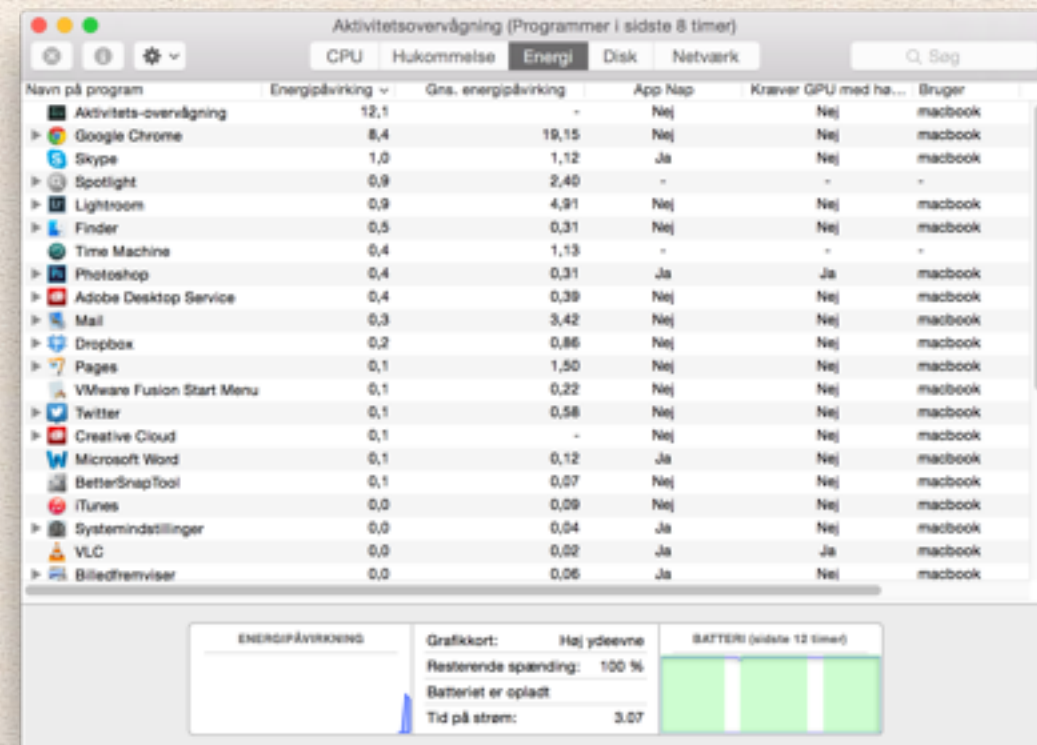 Aktivitetsovervågning (Programmer i sidste 8 timer)
CPU Hukommelse Energi Disk Netværk Søg
Navn på program Energipåvirkning Gns. energipåvirkning App Nap Kræver GPU med hø... Bruger
Aktivitets-overvågning 12,1 - Nej Nej macbook
Google Chrome 8,4 19,15 Nej Nej macbook
Skype 1,0 1,12 Ja Nej macbook
Spotlight 0,9 2,40 - - -
Lightroom 0,9 4,91 Nej Nej macbook
Finder 0,5 0,31 Nej Nej macbook
Time Machine 0,4 1,13 - - -
Photoshop 0,4 0,31 Ja Ja macbook
Adobe Desktop Service 0,4 0,39 Nej Nej macbook
Mail 0,3 3,42 Nej Nej macbook
Dropbox 0,2 0,86 Nej Nej macbook
Pages 0,1 1,50 Nej Nej macbook
VMware Fusion Start Menu 0,1 0,22 Nej Nej macbook
Twitter 0,1 0,58 Nej Nej macbook
Creative Cloud 0,1 - Nej Nej macbook
Microsoft Word 0,1 0,12 Ja Nej macbook
BetterSnapTool 0,1 0,07 Nej Nej macbook
iTunes 0,0 0,09 Nej Nej macbook
Systemindstillinger 0,0 0,04 Ja Nej macbook
VLC 0,0 0,02 Ja Ja macbook
Billedfremviser 0,0 0,06 Ja Nej macbook
ENERGIPÅVIRKNING
Grafikkort: Høj ydeevne
Resterende spænding: 100 %
Batteriet er opladt
Tid på strøm: 3.07
BATTERI (sidste 12 timer)